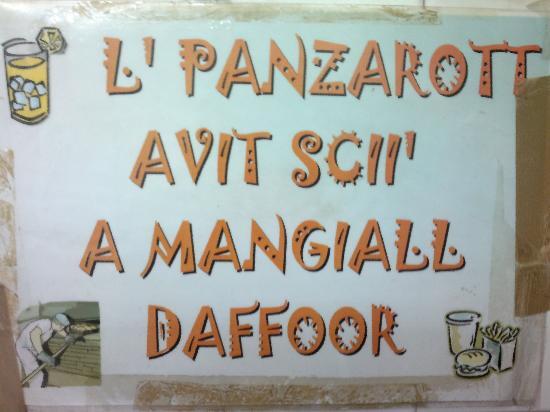 L' PANZAROTT
AVIT SCII'
A MANGIALL
DAFFOOR